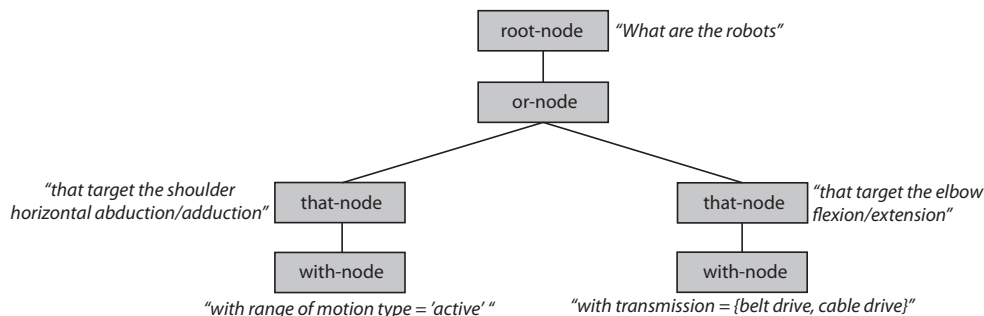 root-node “What are the robots”
or-node
“that target the shoulder
horizontal abduction/adduction”
that-node
that-node
“that target the elbow
flexion/extension”
with-node
with-node
“with range of motion type = ’active’ “
“with transmission = {belt drive, cable drive}”